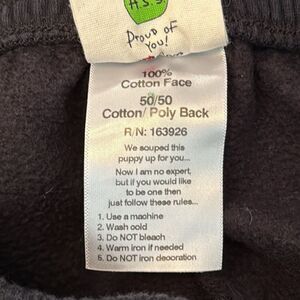 H.S.S
Proud of
you!
100%
Cotton Face
50/50
Cotton/ Poly Back
R/N: 163926
We souped this
puppy up for you...
Now I am no expert,
but if you would like
to be one then
just follow these rules...
1. Use a machine
2. Wash cold
3. Do NOT bleach
4. Warm iron if needed
5. Do NOT iron decoration